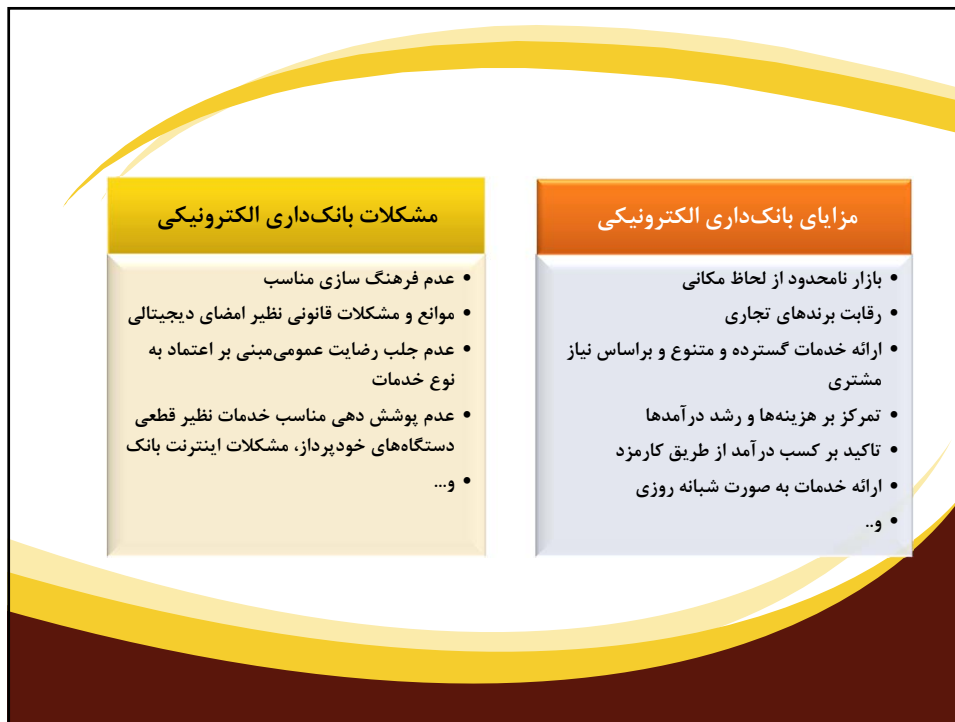 مزایای بانک‌داری الکترونیکی
• بازار نامحدود از لحاظ مکانی
• رقابت برندهای تجاری
• ارائه خدمات گسترده و متنوع و براساس نیاز
مشتری
• تمرکز بر هزینه‌ها و رشد درآمدها
• تاکید بر کسب درآمد از طریق کارمزد
• ارائه خدمات به صورت شبانه روزی
• و..
مشکلات بانک‌داری الکترونیکی
• عدم فرهنگ سازی مناسب
• موانع و مشکلات قانونی نظیر امضای دیجیتالی
• عدم جلب رضایت عمومی‌مبنی بر اعتماد به
نوع خدمات
• عدم پوشش دهی مناسب خدمات نظیر قطعی
دستگاه‌های خودپرداز، مشکلات اینترنت بانک
• و...